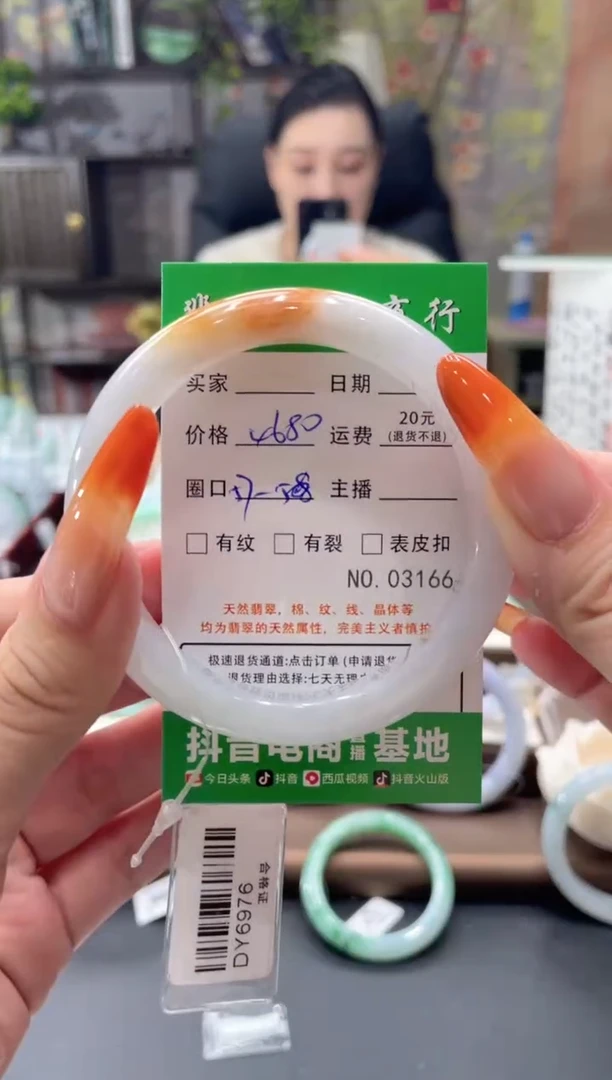 行
买家 日期
价格 4680 运费 20元
(退货不退)
圈口 57-58 主播
有纹 有裂 表皮扣
NO.03166
天然翡翠，棉、纹、线、晶体等
均为翡翠的天然属性，完美主义者慎拍
极速退货通道:点击订单(申请退货
退货理由选择:七天无理
抖音电商直播基地
今日头条 抖音 西瓜视频 抖音火山版
合格证
DY6976